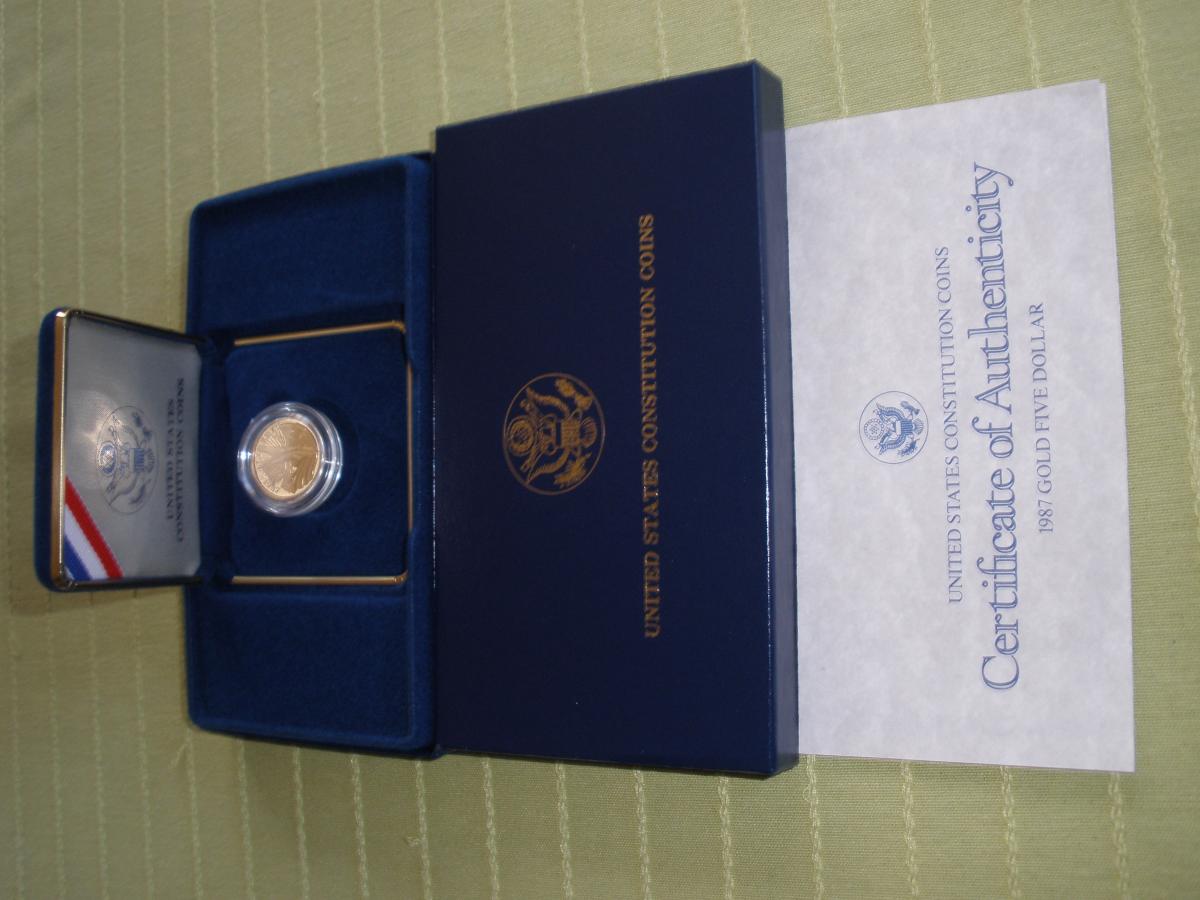 UNITED STATES
CONSTITUTION COINS
UNITED STATES CONSTITUTION COINS
UNITED STATES CONSTITUTION COINS
Certificate of Authenticity
1987 GOLD FIVE DOLLAR